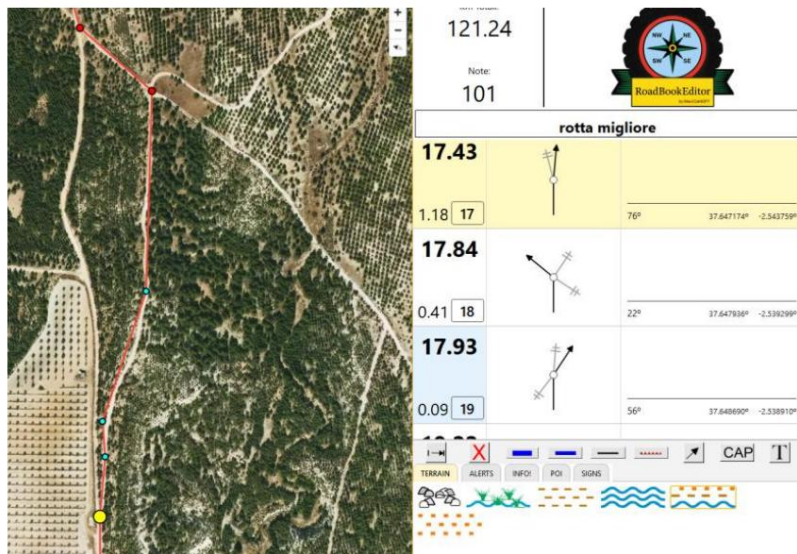 +
−
121.24
Note:
101
NW
NE
SW
SE
RoadBookEditor
rotta migliore
17.43
1.18 17
76º 37.647174º -2.543759º
17.84
0.41 18
22º 37.647936º -2.539299º
17.93
0.09 19
56º 37.648690º -2.538910º
X
CAP
T
TERRAIN
ALERTS
INFO!
POI
SIGNS